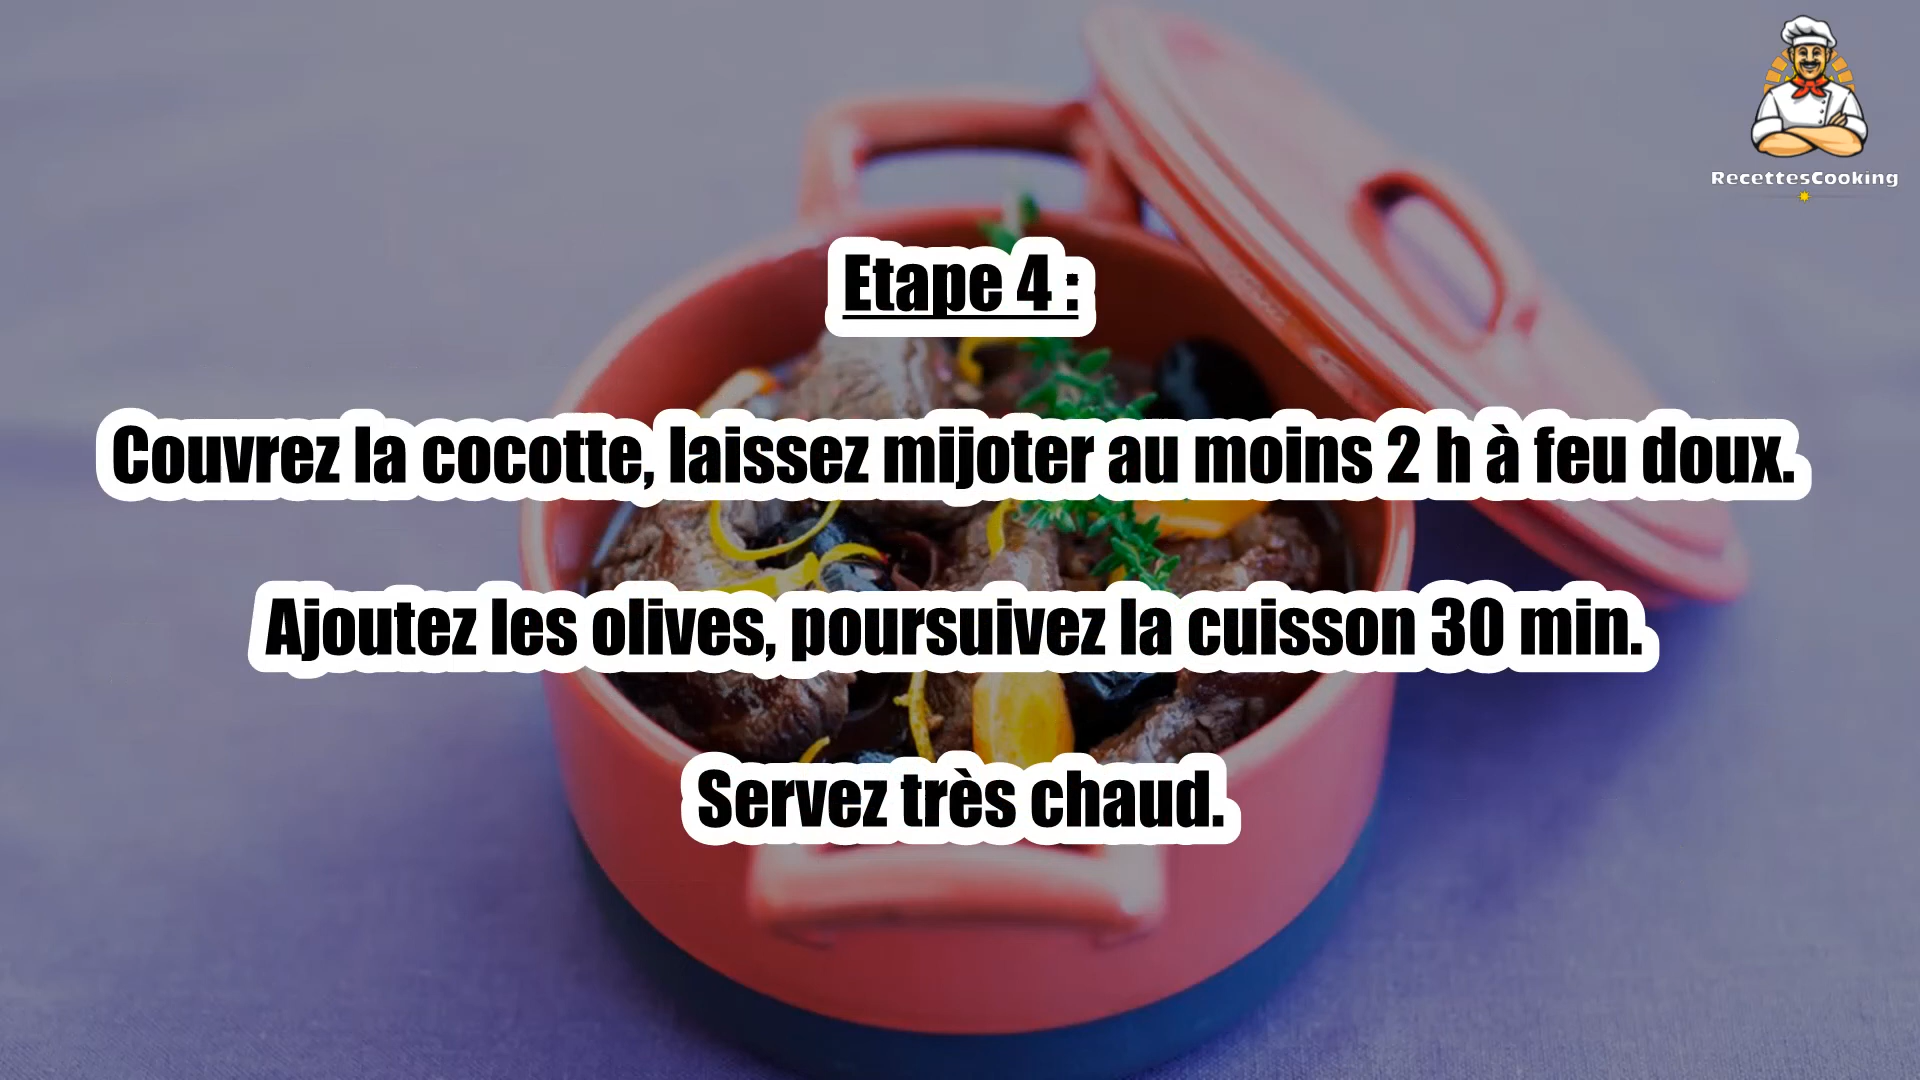 RecettesCooking
Etape 4 :
Couvrez la cocotte, laissez mijoter au moins 2 h à feu doux.
Ajoutez les olives, poursuivez la cuisson 30 min.
Servez très chaud.